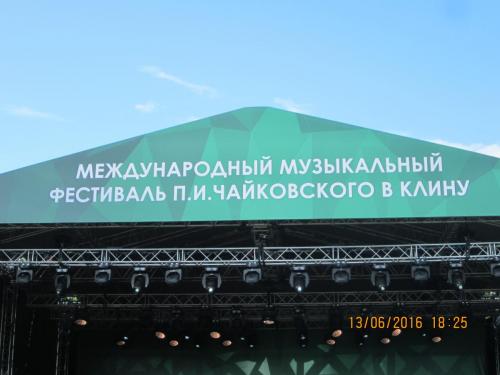 МЕЖДУНАРОДНЫЙ МУЗЫКАЛЬНЫЙ
ФЕСТИВАЛЬ П.И.ЧАЙКОВСКОГО В КЛИНУ
13/06/2016 18:25